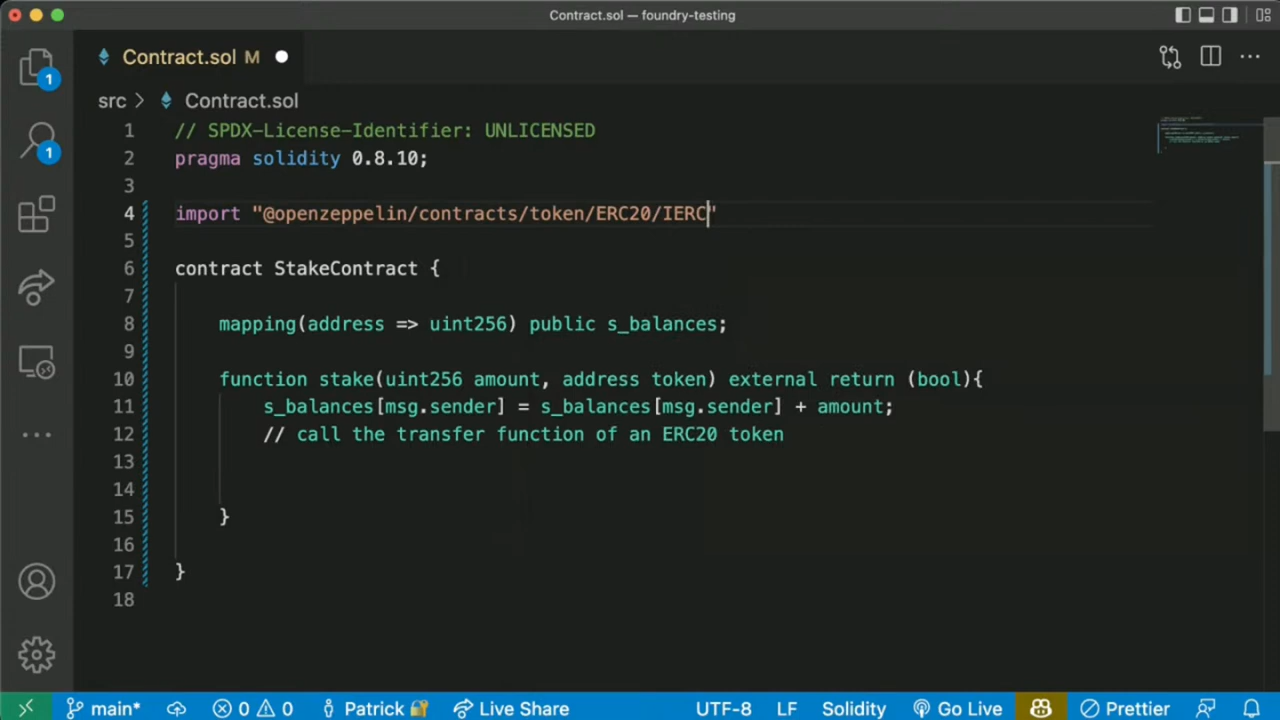 Contract.sol — foundry-testing
Contract.sol M
src > Contract.sol
1 // SPDX-License-Identifier: UNLICENSED
2 pragma solidity 0.8.10;
3
4 import "@openzeppelin/contracts/token/ERC20/IERC"
5
6 contract StakeContract {
7
8 mapping(address => uint256) public s_balances;
9
10 function stake(uint256 amount, address token) external return (bool){
11 s_balances[msg.sender] = s_balances[msg.sender] + amount;
12 // call the transfer function of an ERC20 token
13
14
15 }
16
17 }
18
1
1
main* 0 0 Patrick 🔐 Live Share UTF-8 LF Solidity Go Live Prettier